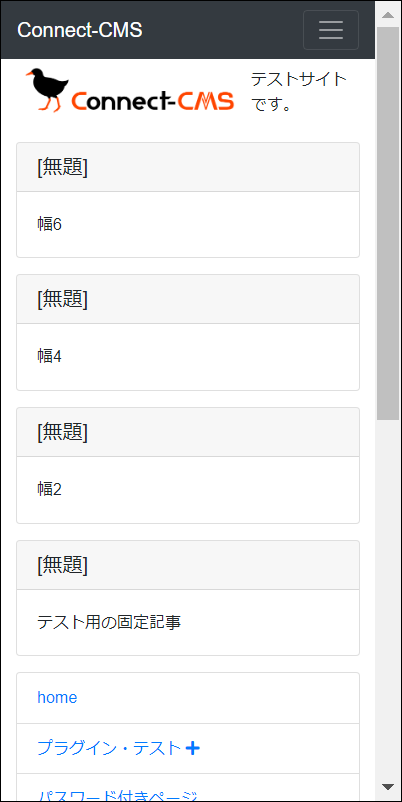 Connect-CMS
Connect-CMS
テストサイト
です。
[無題]
幅6
[無題]
幅4
[無題]
幅2
[無題]
テスト用の固定記事
home
プラグイン・テスト
パスワード付きページ